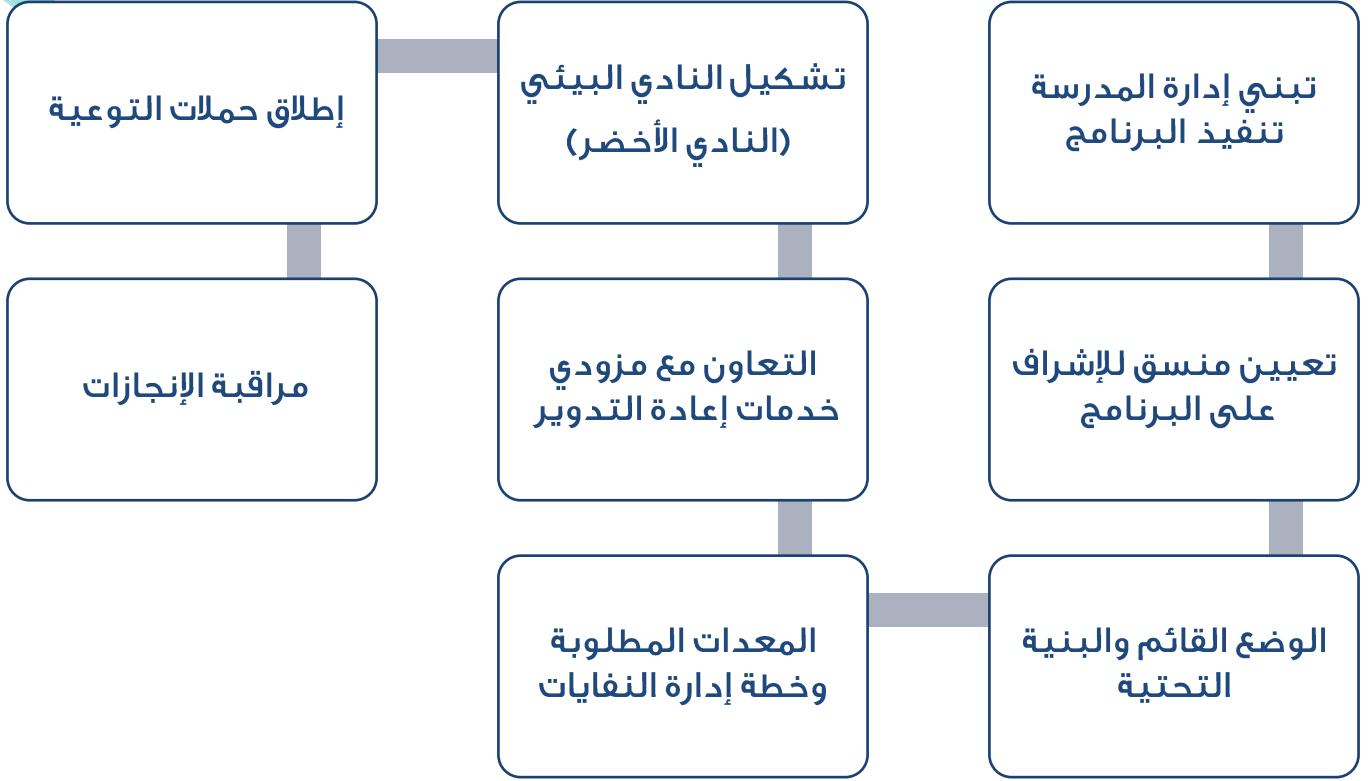 تبني إدارة المدرسة
تنفيذ البرنامج
تعيين منسق للإشراف
على البرنامج
الوضع القائم والبنية
التحتية
المعدات المطلوبة
وخطة إدارة النفايات
التعاون مع مزودي
خدمات إعادة التدوير
تشكيل النادي البيئي
(النادي الأخضر)
إطلاق حملات التوعية
مراقبة الإنجازات